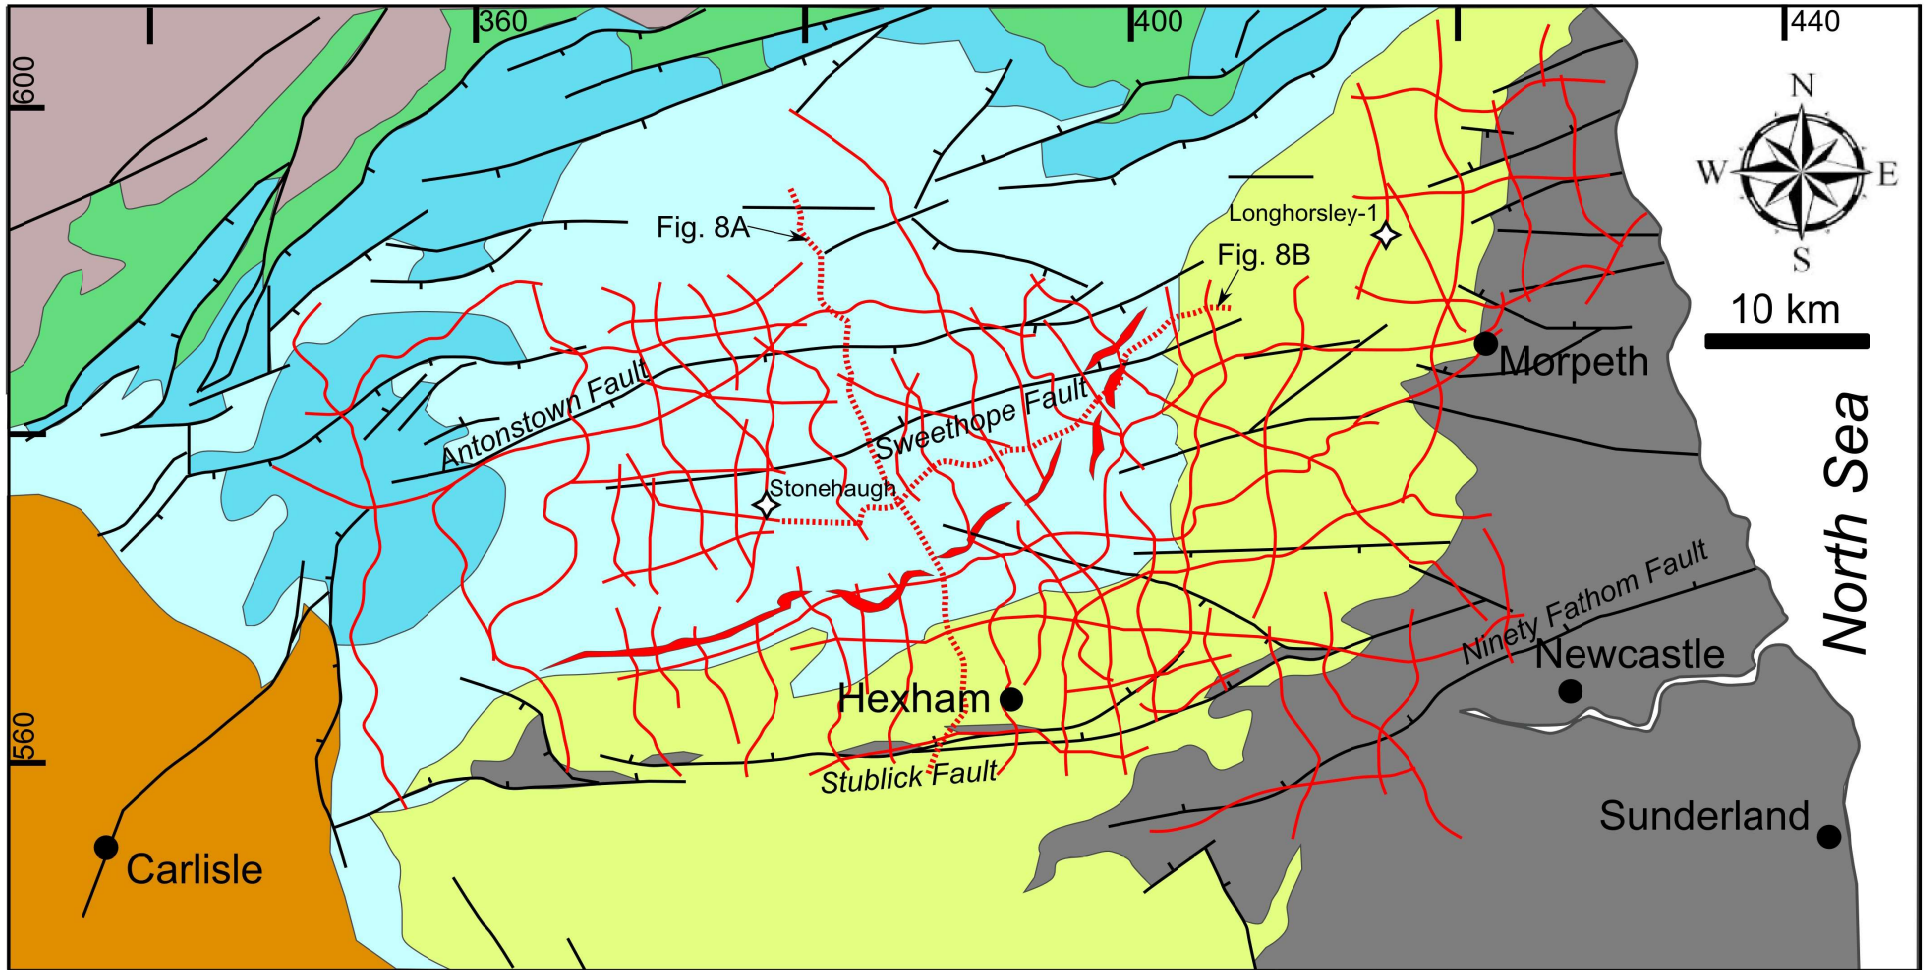 360
400
440
600
N
W
E
S
10 km
Fig. 8A
Longhorsley-1
Fig. 8B
Morpeth
Antonstown Fault
Sweethope Fault
Stonehaugh
North Sea
Ninety Fathom Fault
Newcastle
Hexham
560
Stublick Fault
Sunderland
Carlisle